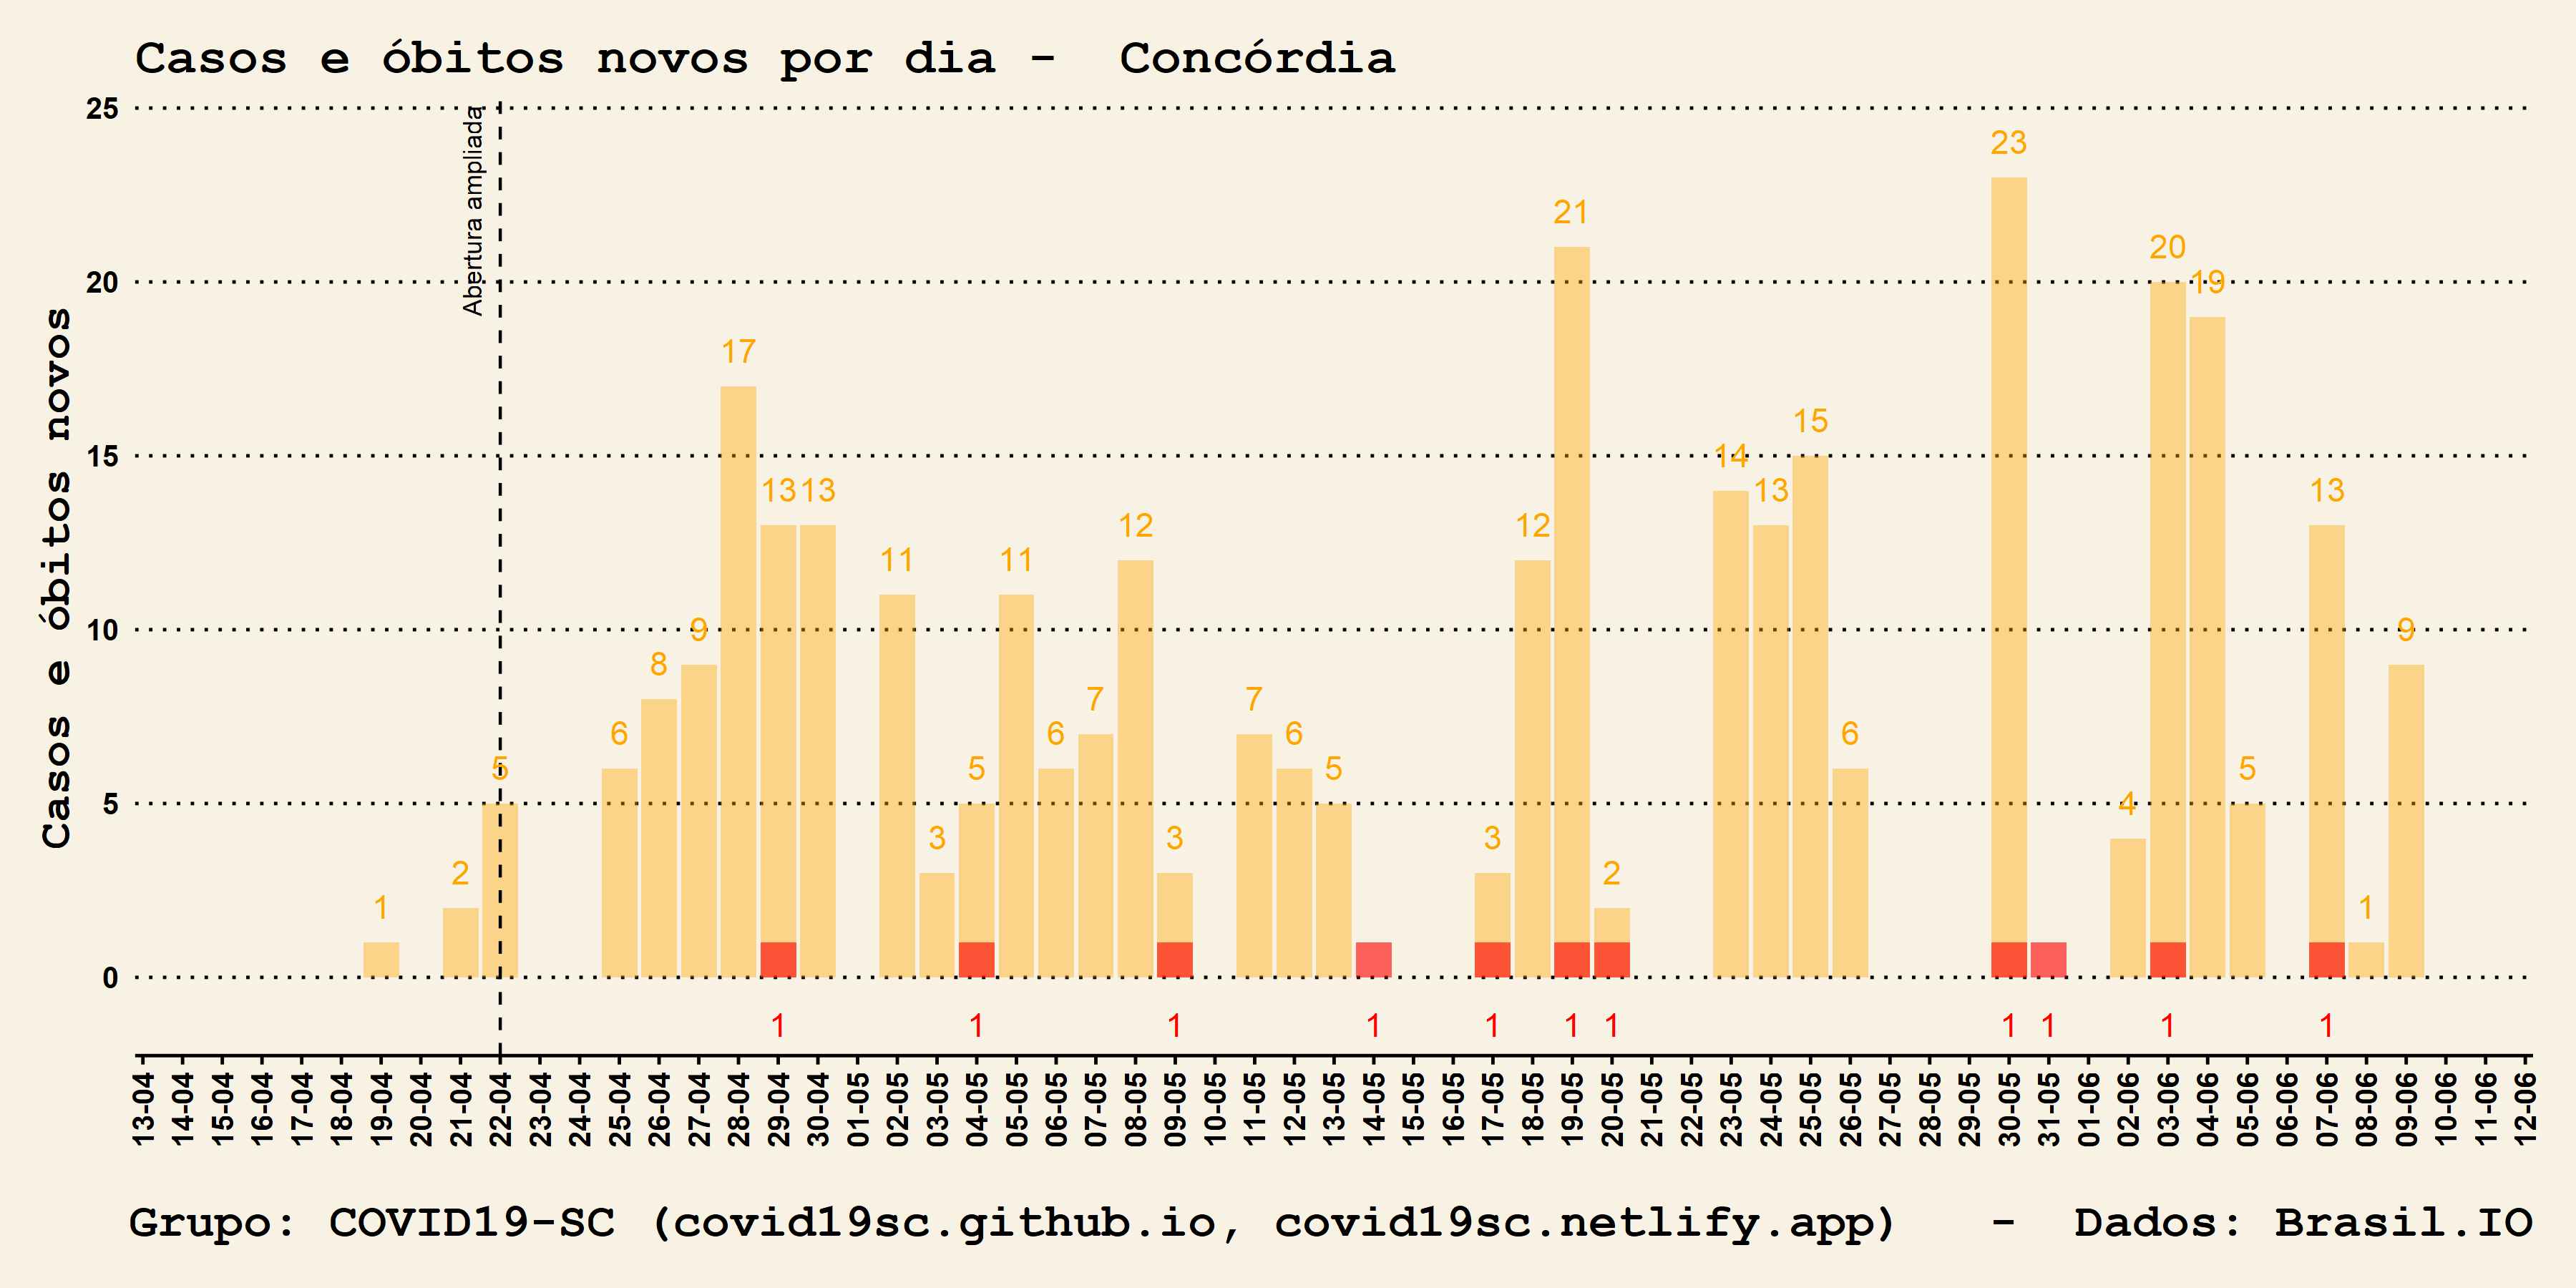 Casos e óbitos novos por dia -  Concórdia
Casos e óbitos novos
25
20
15
10
5
0
Abertura ampliada
1 2 5 6 8 9 17 13 13 11 3 5 11 6 7 12 3 7 6 5 3 12 21 2 14 13 15 6 23 4 20 19 5 13 1 9
1 1 1 1 1 1 1 1 1 1 1
13-04 14-04 15-04 16-04 17-04 18-04 19-04 20-04 21-04 22-04 23-04 24-04 25-04 26-04 27-04 28-04 29-04 30-04 01-05 02-05 03-05 04-05 05-05 06-05 07-05 08-05 09-05 10-05 11-05 12-05 13-05 14-05 15-05 16-05 17-05 18-05 19-05 20-05 21-05 22-05 23-05 24-05 25-05 26-05 27-05 28-05 29-05 30-05 31-05 01-06 02-06 03-06 04-06 05-06 06-06 07-06 08-06 09-06 10-06 11-06 12-06
Grupo: COVID19-SC (covid19sc.github.io, covid19sc.netlify.app)  -  Dados: Brasil.IO